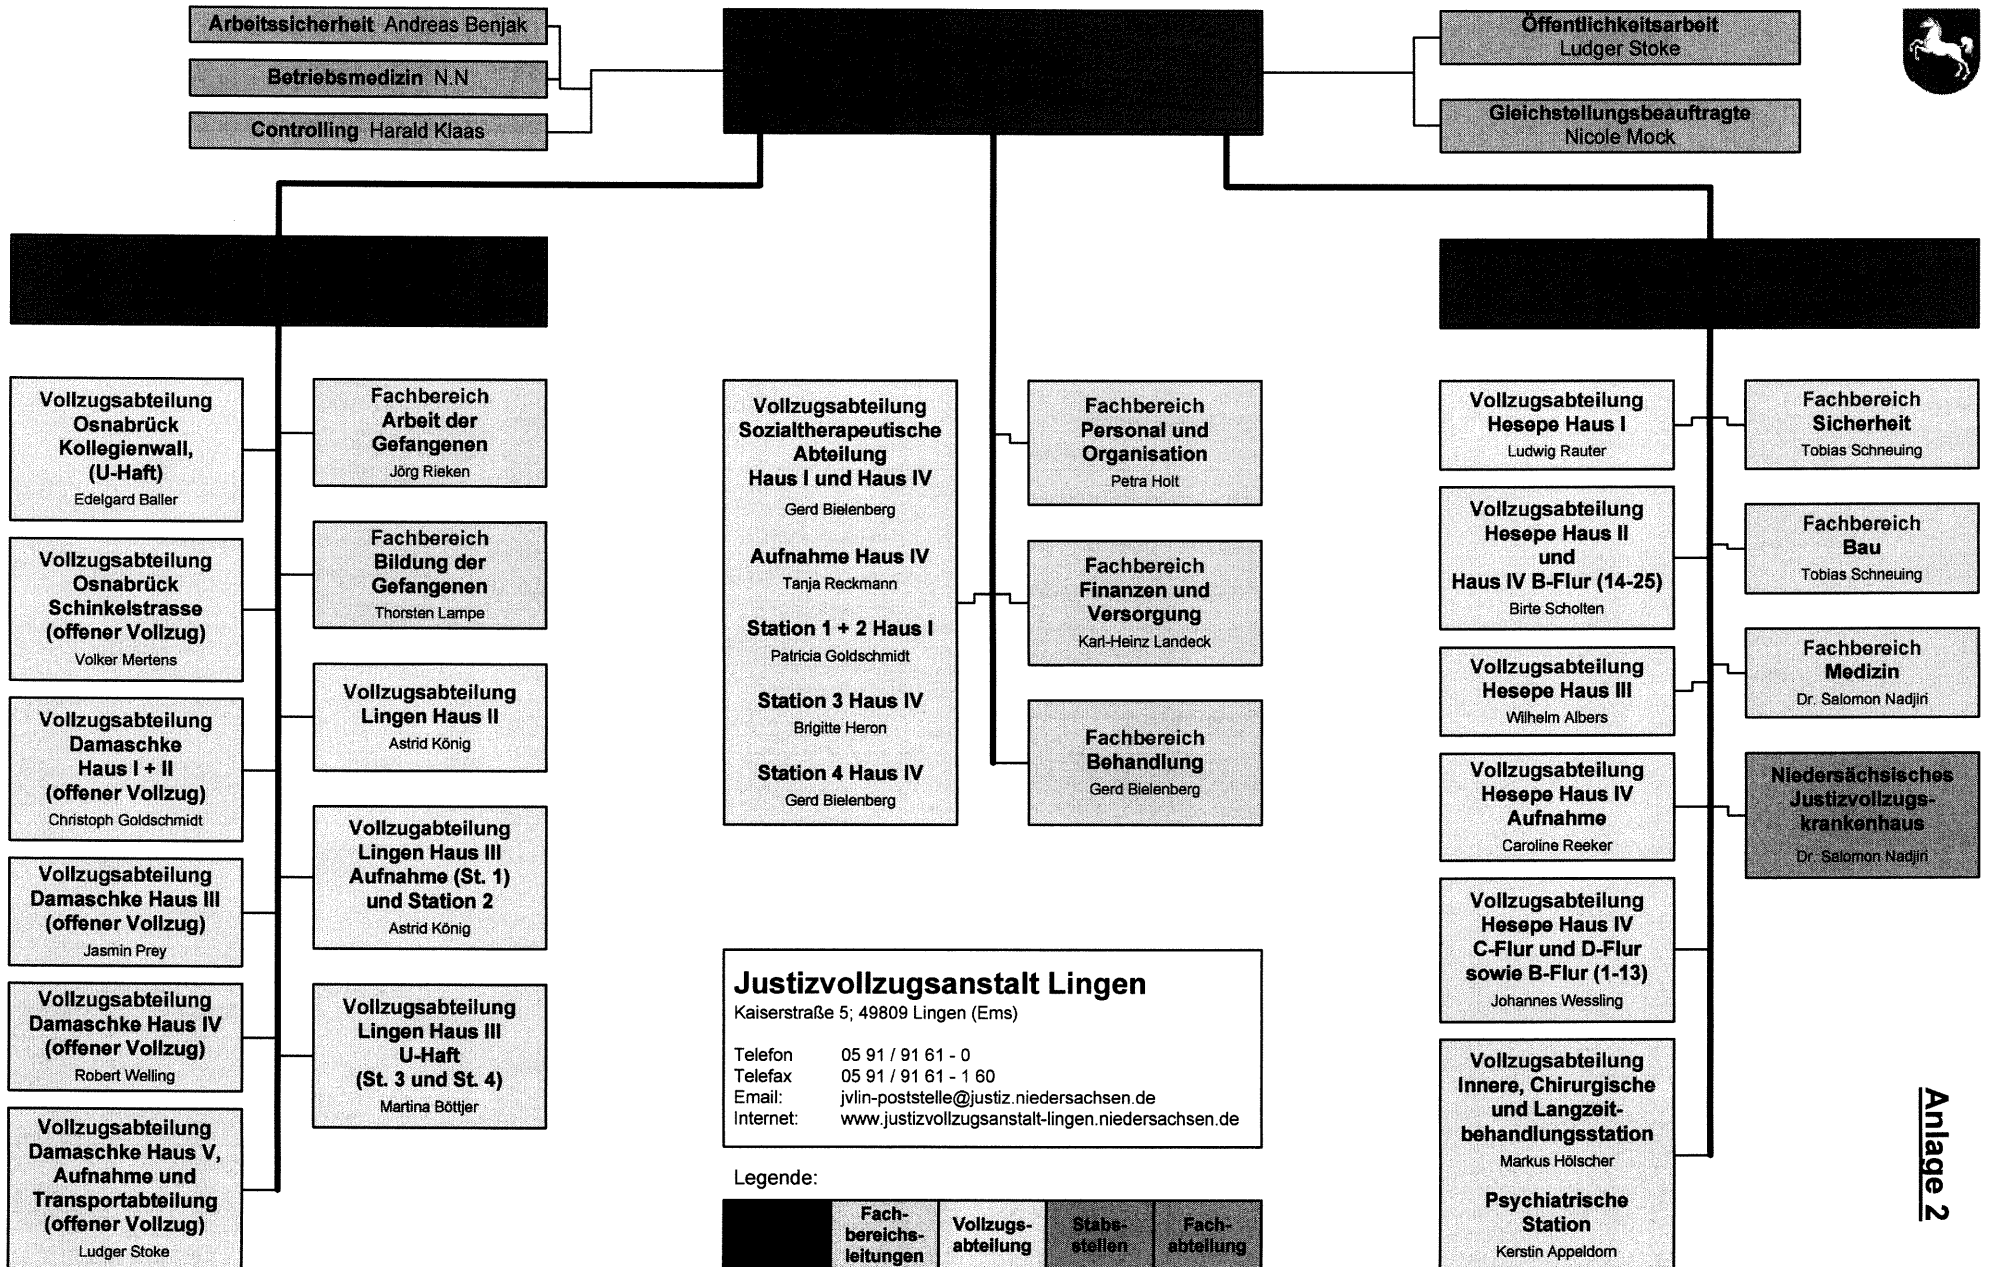 Arbeitssicherheit Andreas Benjak
Betriebsmedizin N.N
Controlling Harald Klaas
Öffentlichkeitsarbeit
Ludger Stoke
Gleichstellungsbeauftragte
Nicole Mock
Vollzugsabteilung
Osnabrück
Kollegienwall,
(U-Haft)
Edelgard Baller
Vollzugsabteilung
Osnabrück
Schinkelstrasse
(offener Vollzug)
Volker Mertens
Vollzugsabteilung
Damaschke
Haus I + II
(offener Vollzug)
Christoph Goldschmidt
Vollzugsabteilung
Damaschke Haus III
(offener Vollzug)
Jasmin Prey
Vollzugsabteilung
Damaschke Haus IV
(offener Vollzug)
Robert Welling
Vollzugsabteilung
Damaschke Haus V,
Aufnahme und
Transportabteilung
(offener Vollzug)
Ludger Stoke
Fachbereich
Arbeit der
Gefangenen
Jörg Rieken
Fachbereich
Bildung der
Gefangenen
Thorsten Lampe
Vollzugsabteilung
Lingen Haus II
Astrid König
Vollzugabteilung
Lingen Haus III
Aufnahme (St. 1)
und Station 2
Astrid König
Vollzugsabteilung
Lingen Haus III
U-Haft
(St. 3 und St. 4)
Martina Böttjer
Vollzugsabteilung
Sozialtherapeutische
Abteilung
Haus I und Haus IV
Gerd Bielenberg
Aufnahme Haus IV
Tanja Reckmann
Station 1 + 2 Haus I
Patricia Goldschmidt
Station 3 Haus IV
Brigitte Heron
Station 4 Haus IV
Gerd Bielenberg
Fachbereich
Personal und
Organisation
Petra Holt
Fachbereich
Finanzen und
Versorgung
Karl-Heinz Landeck
Fachbereich
Behandlung
Gerd Bielenberg
Vollzugsabteilung
Hesepe Haus I
Ludwig Rauter
Vollzugsabteilung
Hesepe Haus II
und
Haus IV B-Flur (14-25)
Birte Scholten
Vollzugsabteilung
Hesepe Haus III
Wilhelm Albers
Vollzugsabteilung
Hesepe Haus IV
Aufnahme
Caroline Reeker
Vollzugsabteilung
Hesepe Haus IV
C-Flur und D-Flur
sowie B-Flur (1-13)
Johannes Wessling
Vollzugsabteilung
Innere, Chirurgische
und Langzeit-
behandlungsstation
Markus Hölscher
Psychiatrische
Station
Kerstin Appeldorn
Fachbereich
Sicherheit
Tobias Schneuing
Fachbereich
Bau
Tobias Schneuing
Fachbereich
Medizin
Dr. Salomon Nadjiri
Niedersächsisches
Justizvollzugs-
krankenhaus
Dr. Salomon Nadjiri
Justizvollzugsanstalt Lingen
Kaiserstraße 5; 49809 Lingen (Ems)
Telefon 05 91 / 91 61 - 0
Telefax 05 91 / 91 61 - 1 60
Email: jvlin-poststelle@justiz.niedersachsen.de
Internet: www.justizvollzugsanstalt-lingen.niedersachsen.de
Legende:
Fach-
bereichs-
leitungen
Vollzugs-
abteilung
Stabs-
stellen
Fach-
abteilung
Anlage 2